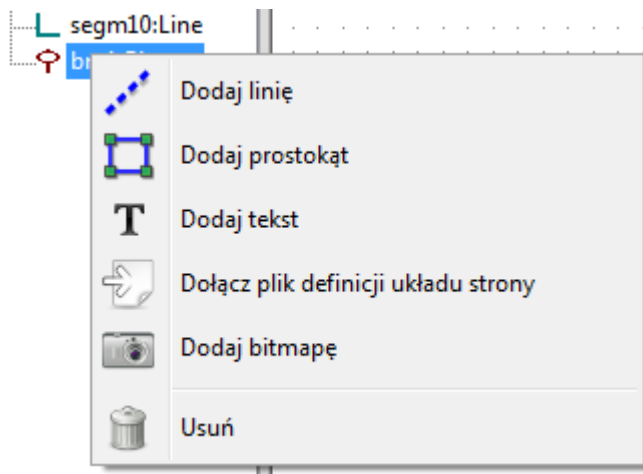 segm10:Line
Dodaj linię
Dodaj prostokąt
Dodaj tekst
Dołącz plik definicji układu strony
Dodaj bitmapę
Usuń